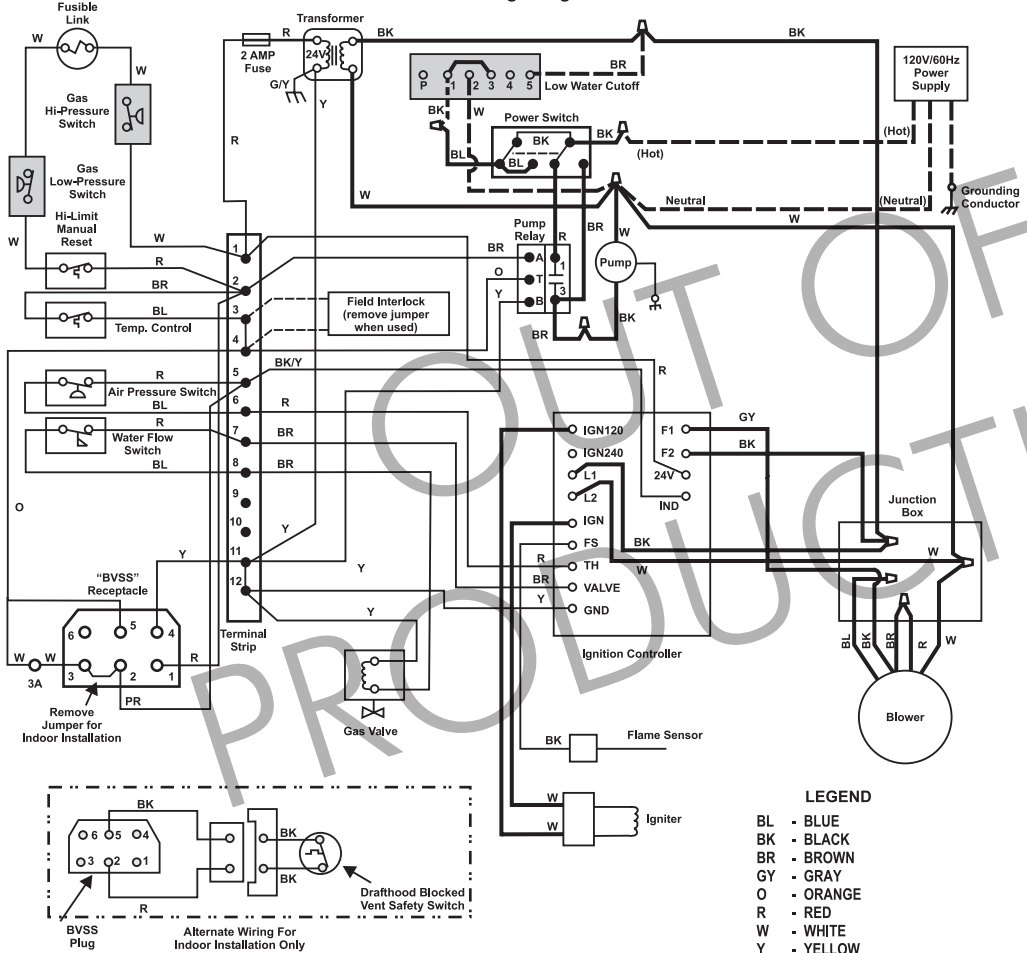 Fusible
Link
W
W
Gas
Hi-Pressure
Switch
Gas
Low-Pressure
Switch
W
W
Hi-Limit
Manual
Reset
R
BR
BL
Temp. Control
R
Air Pressure Switch
BL
R
Water Flow
Switch
BL
O
2 AMP
Fuse
R
Transformer
24V
BK
G/Y
Y
R
W
P
1
2
3
4
5
BR
Low Water Cutoff
BK
W
BL
Power Switch
BK
BL
BK
(Hot)
(Hot)
BK
120V/60Hz
Power
Supply
Neutral
(Neutral)
W
Grounding
Conductor
Pump
Relay
BR
O
Y
A
T
B
R
1
3
BR
BR
W
Pump
BK
1
2
3
4
5
6
7
8
9
10
11
12
Terminal
Strip
Field Interlock
(remove jumper
when used)
BK/Y
R
BR
BR
Y
Y
Y
Y
R
IGN120
IGN240
L1
L2
IGN
FS
TH
VALVE
GND
F1
F2
24V
IND
R
BR
Y
Ignition Controller
GY
BK
BK
W
Junction
Box
W
BL
BK
BR
R
W
Blower
"BVSS"
Receptacle
6
5
4
3
2
1
W
W
3A
R
PR
Remove
Jumper for
Indoor Installation
Gas Valve
BK
Flame Sensor
W
W
Igniter
BK
6
5
4
3
2
1
R
BK
BK
Drafthood Blocked
Vent Safety Switch
BVSS
Plug
Alternate Wiring For
Indoor Installation Only
LEGEND
BL - BLUE
BK - BLACK
BR - BROWN
GY - GRAY
O - ORANGE
R - RED
W - WHITE
Y - YELLOW
OUT OF
PRODUCTI